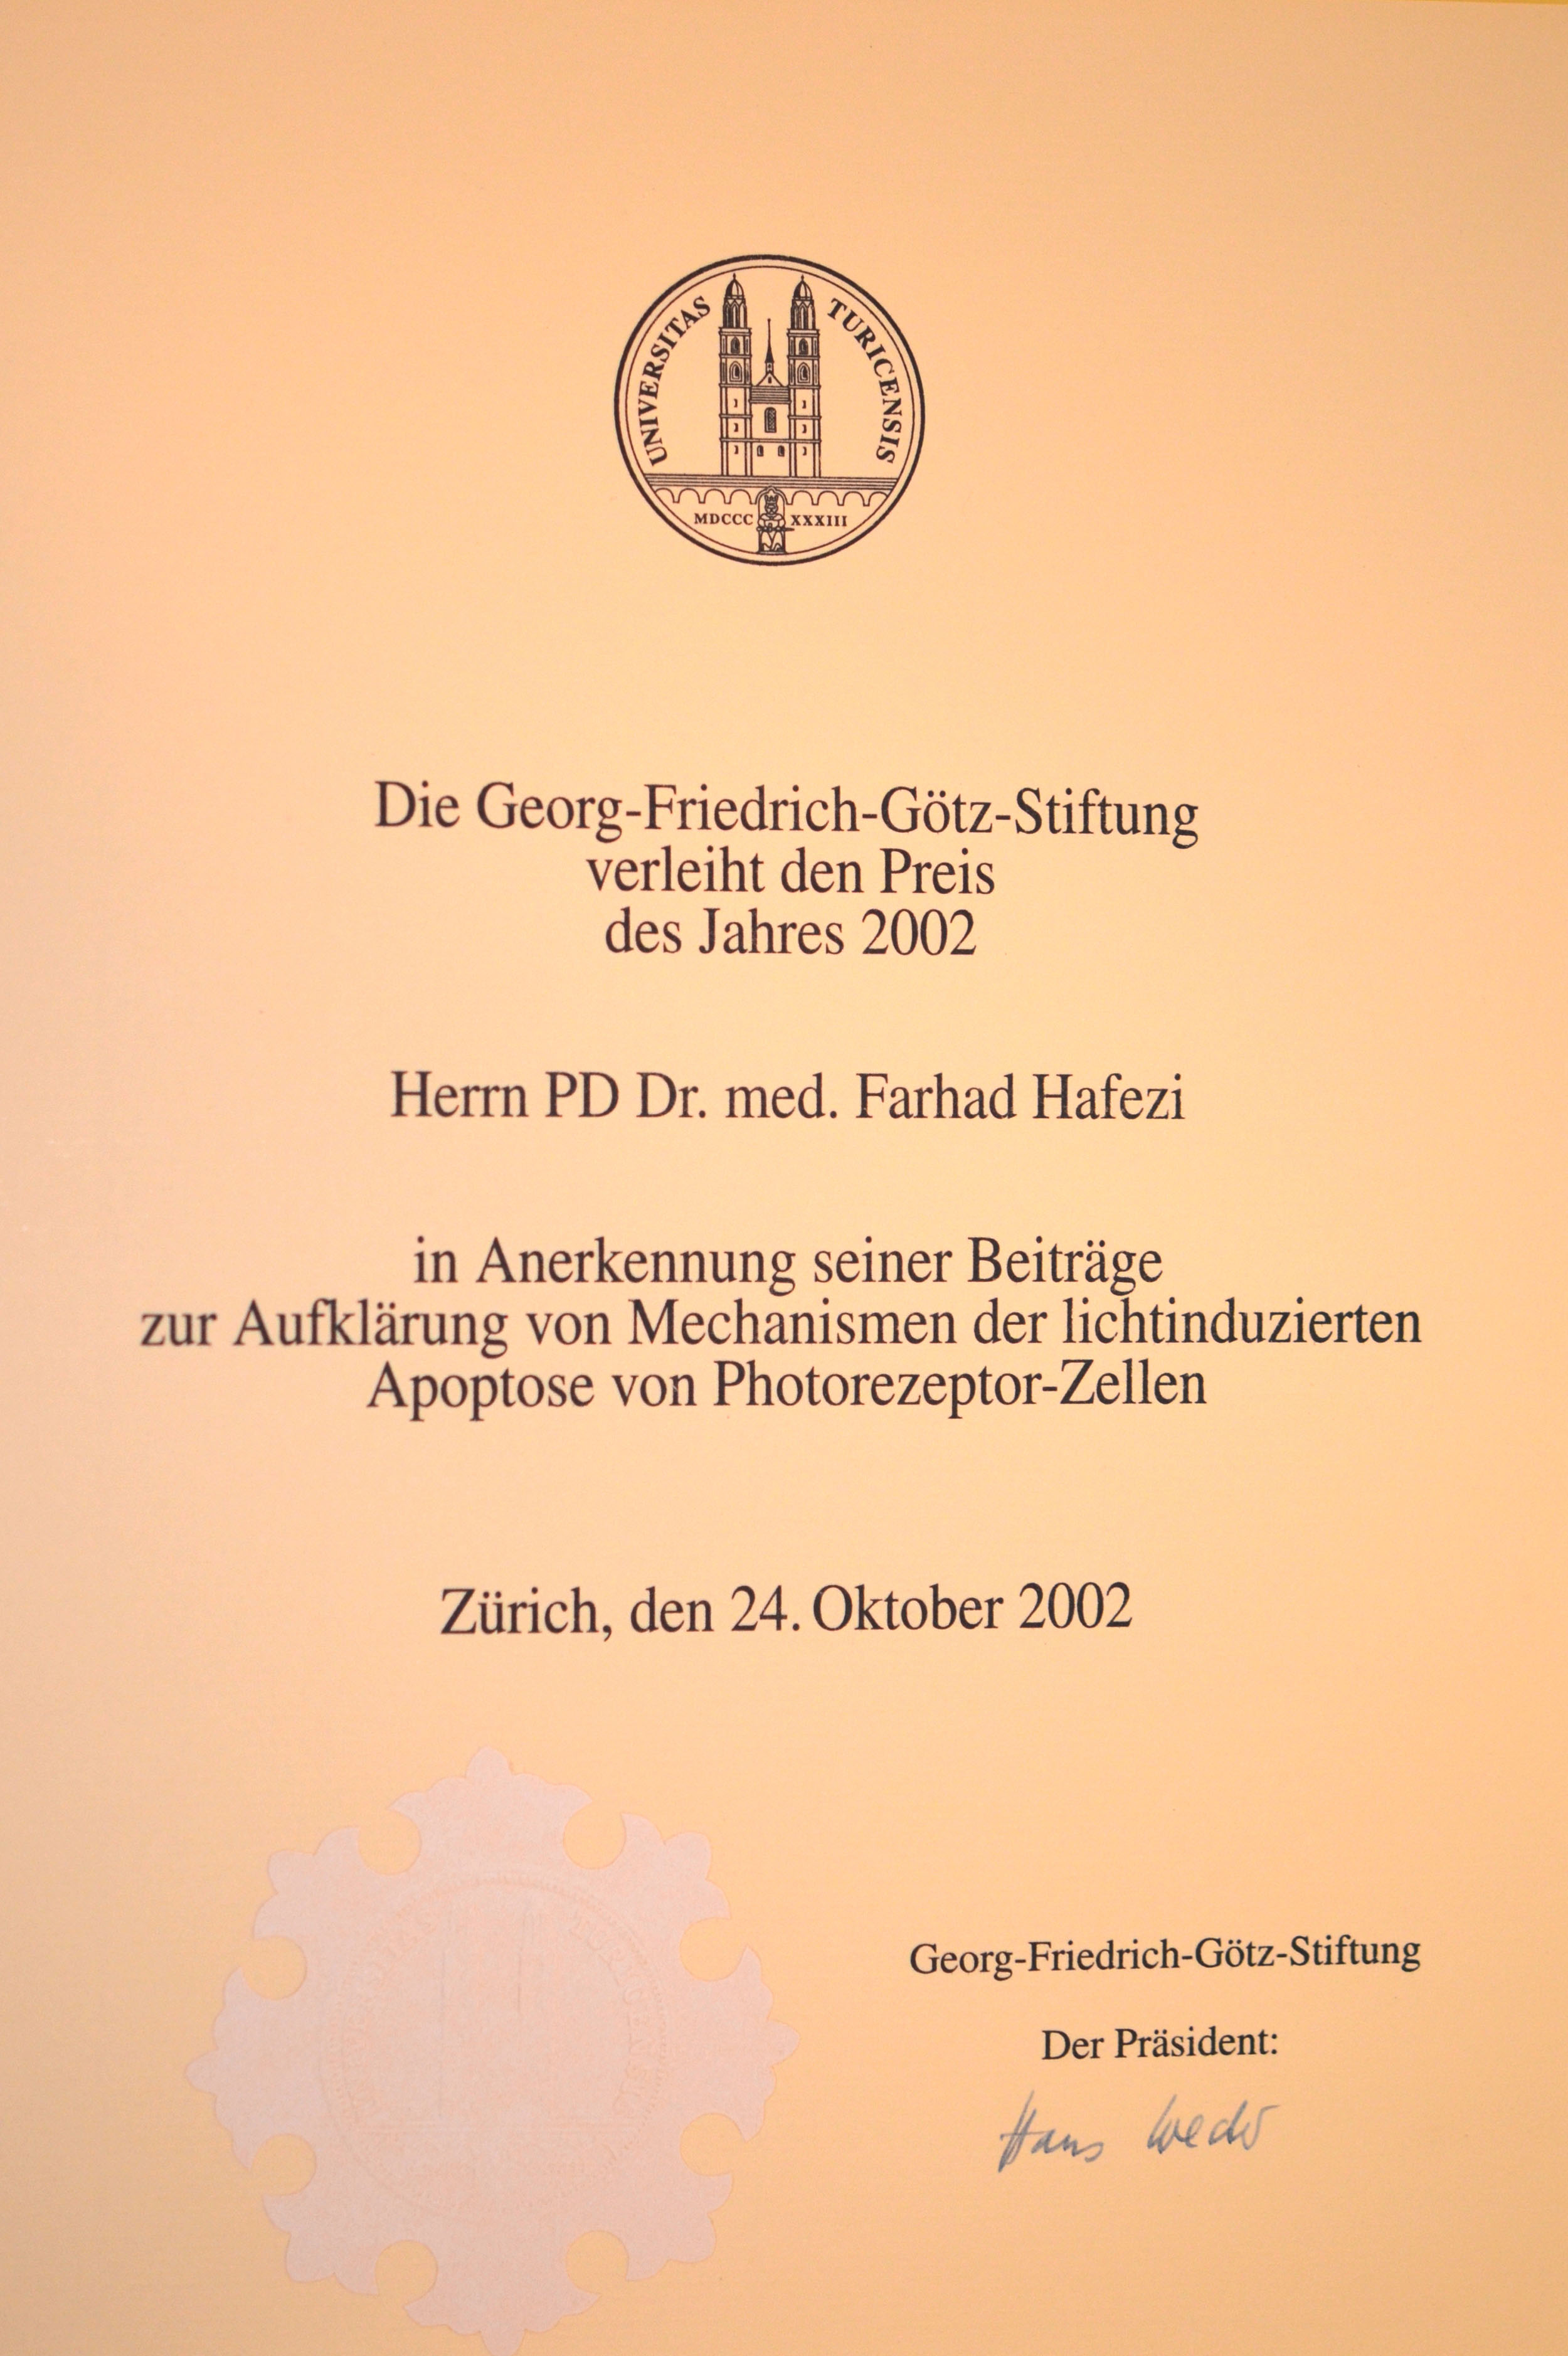 UNIVERSITAS TURICENSIS
MDCCC XXXIII
Die Georg-Friedrich-Götz-Stiftung
verleiht den Preis
des Jahres 2002
Herrn PD Dr. med. Farhad Hafezi
in Anerkennung seiner Beiträge
zur Aufklärung von Mechanismen der lichtinduzierten
Apoptose von Photorezeptor-Zellen
Zürich, den 24. Oktober 2002
Georg-Friedrich-Götz-Stiftung
Der Präsident:
Hans